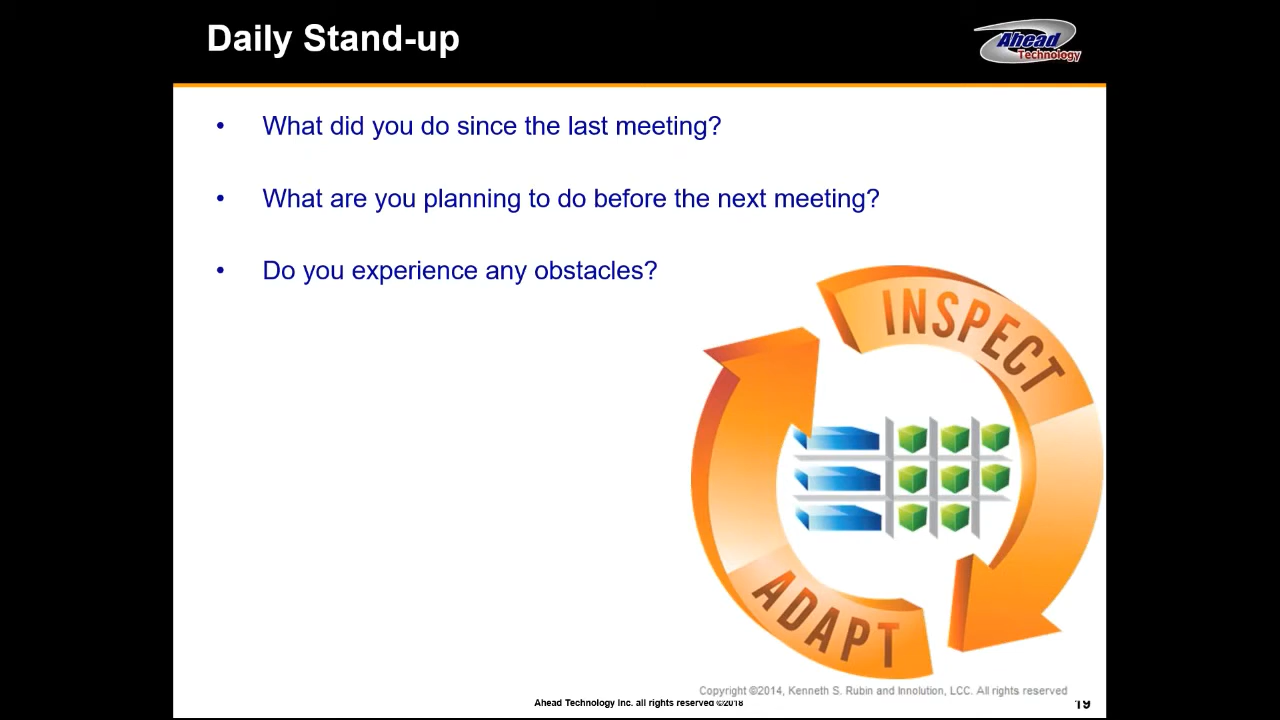 Daily Stand-up
Ahead
Technology
• What did you do since the last meeting?
• What are you planning to do before the next meeting?
• Do you experience any obstacles?
INSPECT
ADAPT
Copyright ©2014, Kenneth S. Rubin and Innolution, LCC. All rights reserved
Ahead Technology Inc. all rights reserved ©2018
19